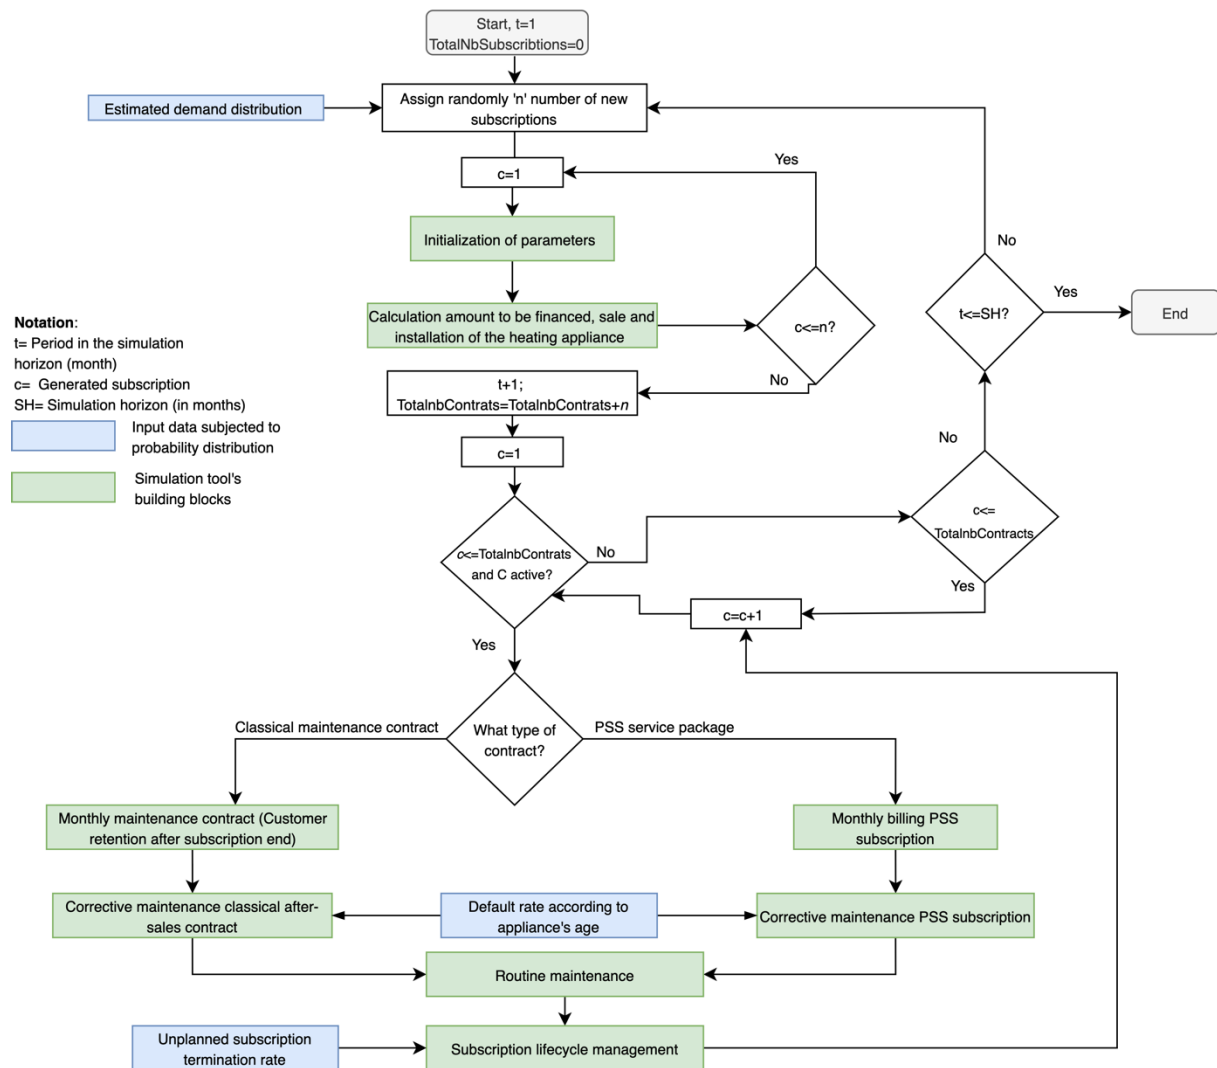 Start, t=1
TotalNbSubscribtions=0
Estimated demand distribution
Assign randomly 'n' number of new
subscriptions
Yes
c=1
Initialization of parameters
No
Calculation amount to be financed, sale and
installation of the heating appliance
c<=n?
t<=SH?
Yes
End
Notation:
t= Period in the simulation
horizon (month)
c= Generated subscription
SH= Simulation horizon (in months)
Input data subjected to
probability distribution
Simulation tool's
building blocks
No
t+1;
TotalnbContrats=TotalnbContrats+n
c=1
No
c<=
TotalnbContracts
c<=TotalnbContrats
and C active?
No
Yes
c=c+1
Yes
What type of
contract?
Classical maintenance contract
PSS service package
Monthly maintenance contract (Customer
retention after subscription end)
Monthly billing PSS
subscription
Corrective maintenance classical after-
sales contract
Default rate according to
appliance's age
Corrective maintenance PSS subscription
Routine maintenance
Unplanned subscription
termination rate
Subscription lifecycle management